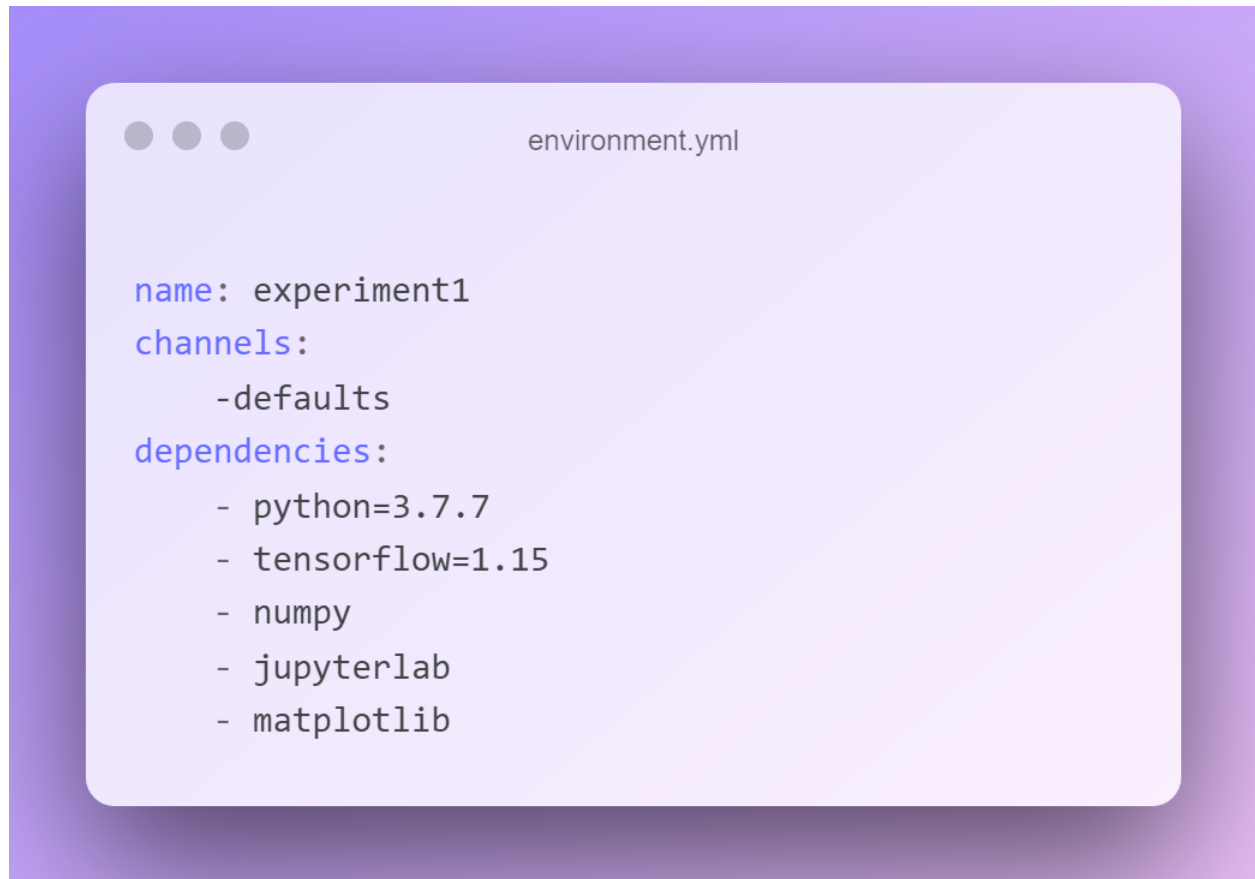 environment.yml
name: experiment1
channels:
    -defaults
dependencies:
    - python=3.7.7
    - tensorflow=1.15
    - numpy
    - jupyterlab
    - matplotlib